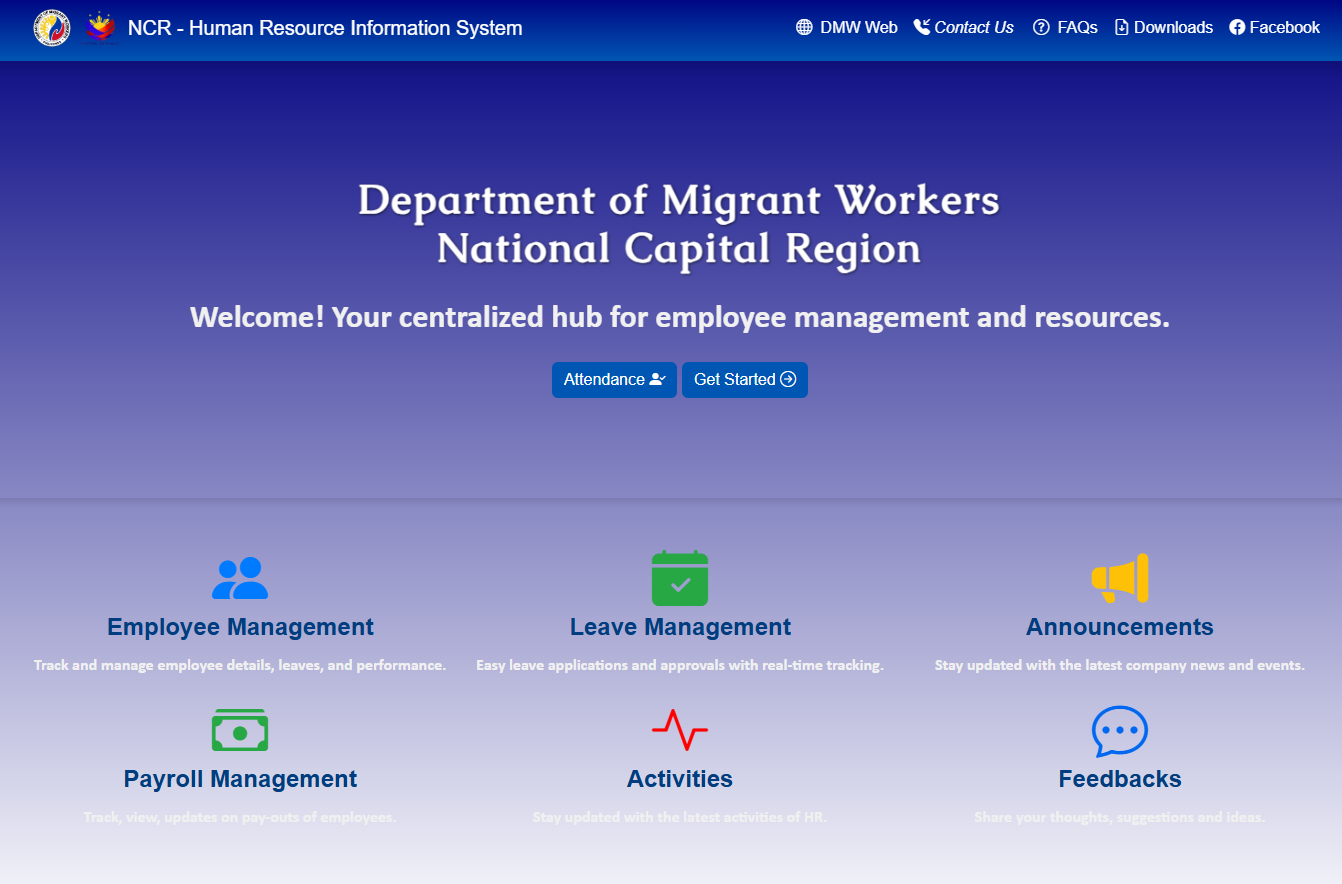 NCR - Human Resource Information System
DMW Web
Contact Us
FAQs
Downloads
Facebook
Department of Migrant Workers
National Capital Region
Welcome! Your centralized hub for employee management and resources.
Attendance
Get Started
Employee Management
Leave Management
Announcements
Track and manage employee details, leaves, and performance.
Easy leave applications and approvals with real-time tracking.
Stay updated with the latest company news and events.
Payroll Management
Activities
Feedbacks
Track, view, updates on pay-outs of employees.
Stay updated with the latest activities of HR.
Share your thoughts, suggestions and ideas.